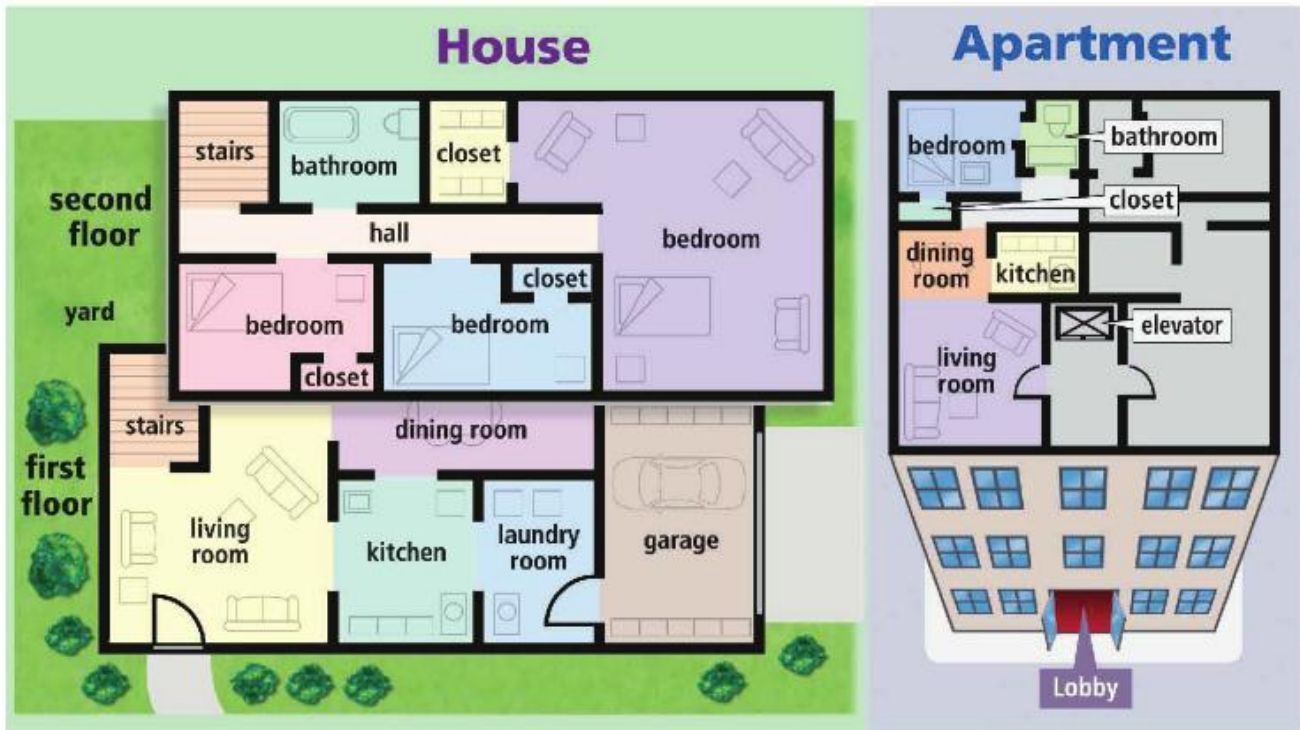 House
stairs
bathroom
closet
second
floor
hall
bedroom
closet
yard
bedroom
bedroom
closet
stairs
dining room
first
floor
living
room
kitchen
laundry
room
garage
Apartment
bedroom
bathroom
closet
dining
room
kitchen
elevator
living
room
Lobby